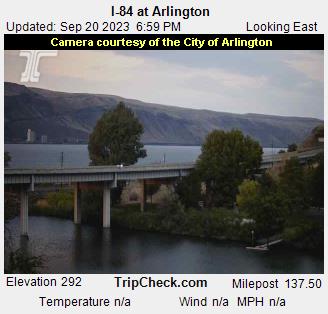 I-84 at Arlington
Updated: Sep 20 2023 6:59 PM Looking East
Camera courtesy of the City of Arlington
Elevation 292 TripCheck.com Milepost 137.50
Temperature n/a Wind n/a MPH n/a